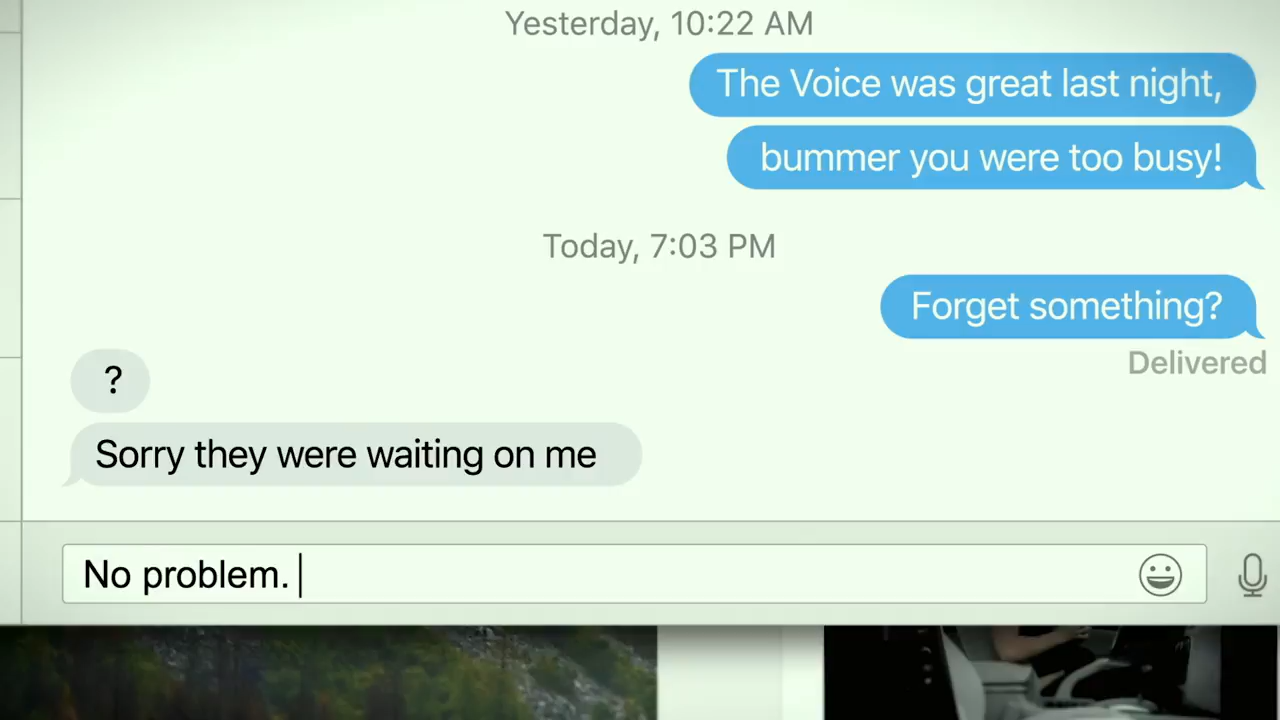 Yesterday, 10:22 AM
The Voice was great last night,
bummer you were too busy!
Today, 7:03 PM
Forget something?
Delivered
?
Sorry they were waiting on me
No problem.